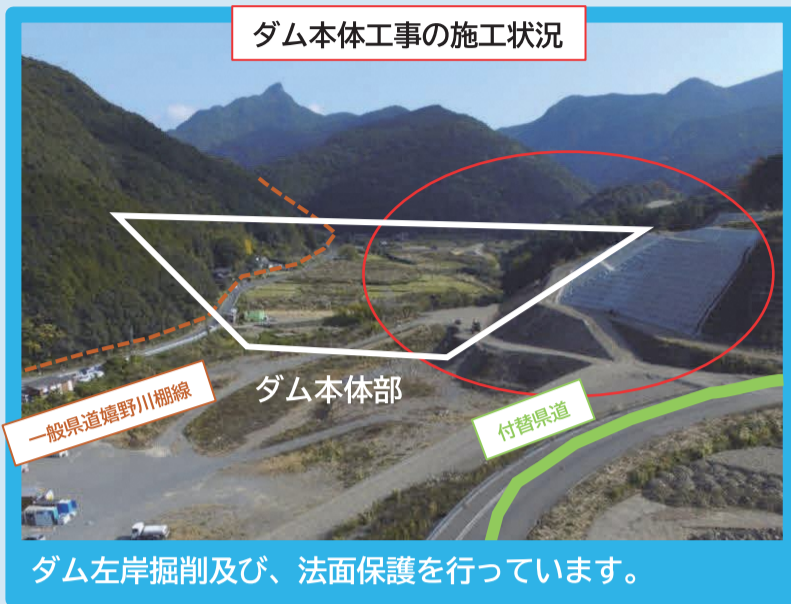 ダム本体工事の施工状況
ダム本体部
一般県道嬉野川棚線
付替県道
ダム左岸掘削及び、法面保護を行っています。